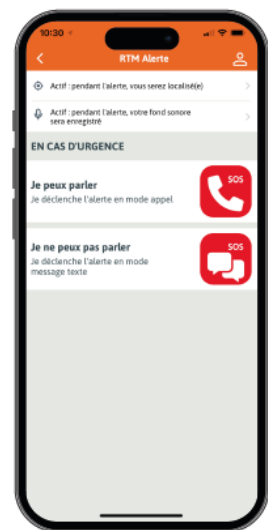 10:30
RTM Alerte
Actif : pendant l'alerte, vous serez localisé(e)
Actif : pendant l'alerte, votre fond sonore
sera enregistré
EN CAS D'URGENCE
Je peux parler
Je déclenche l'alerte en mode appel
SOS
Je ne peux pas parler
Je déclenche l'alerte en mode
message texte
SOS